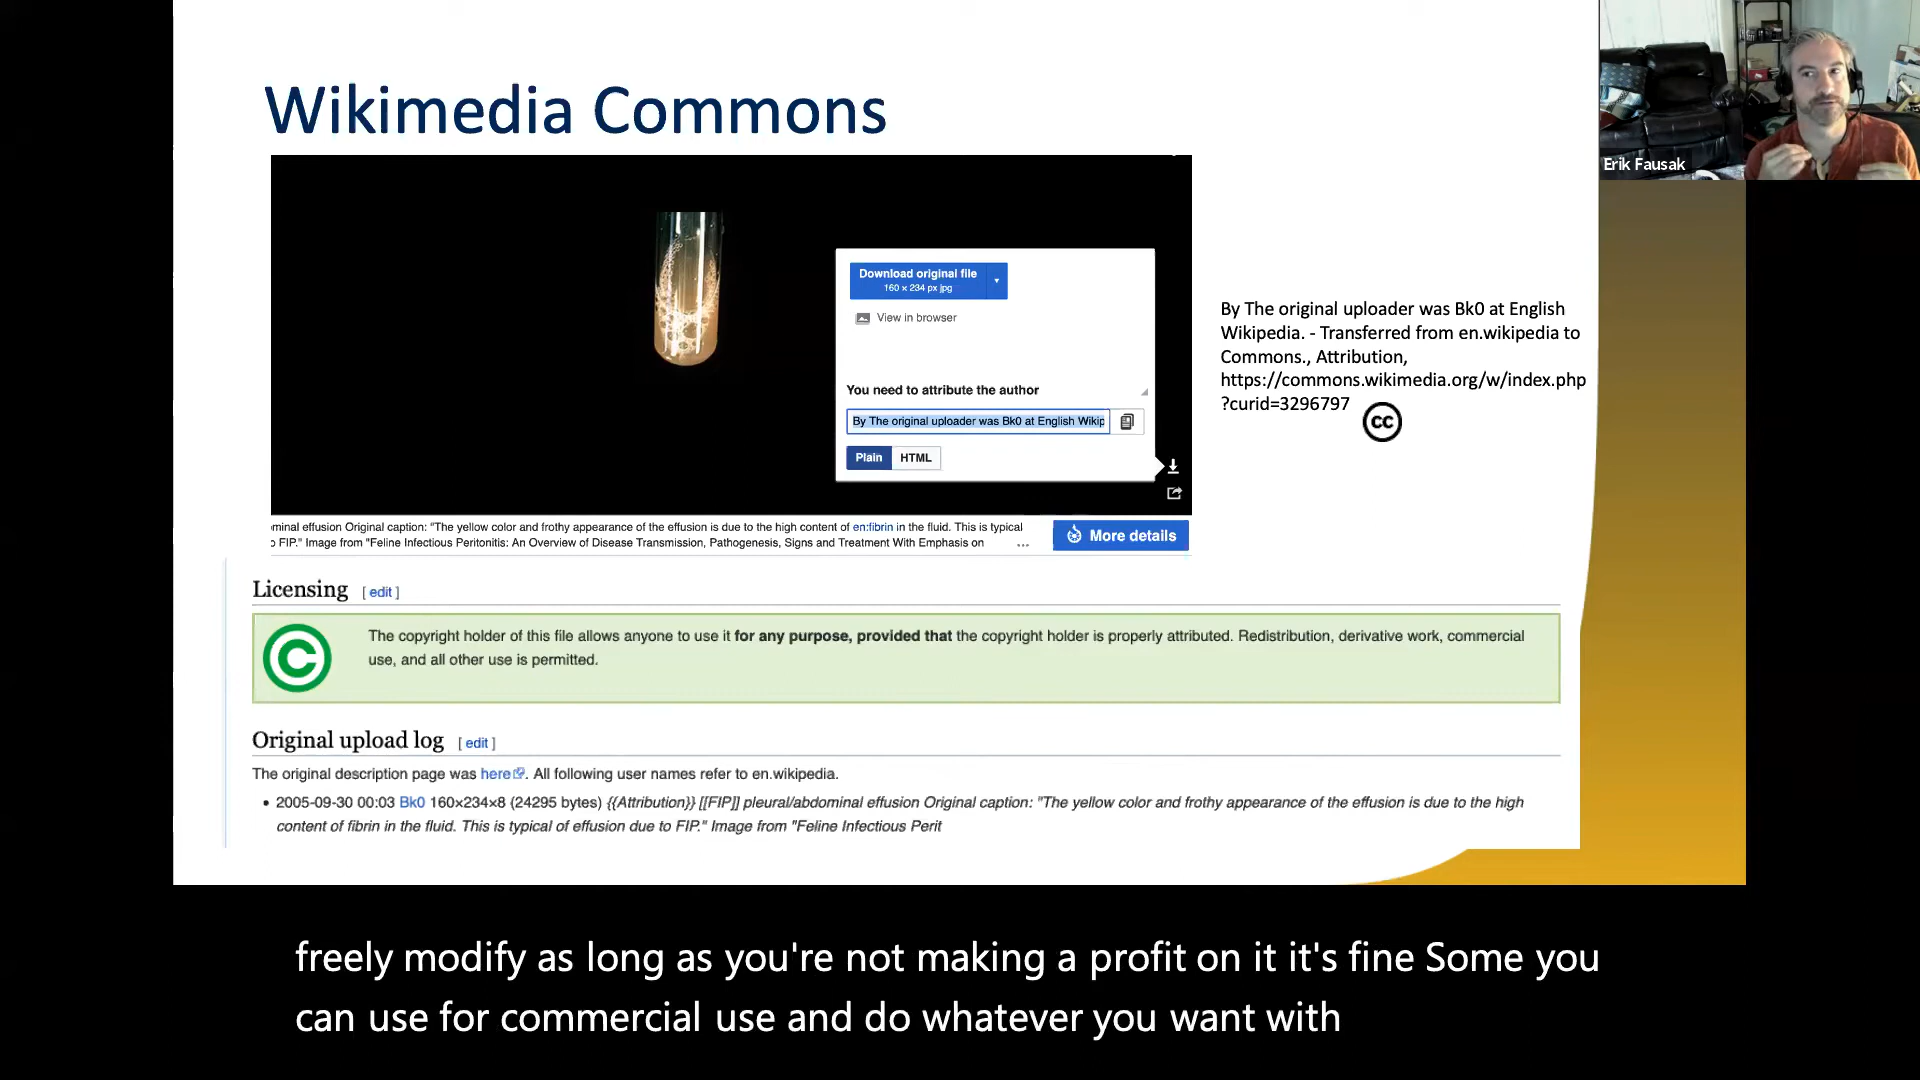 Wikimedia Commons
Erik Fausak
Download original file
160 × 234 px jpg
View in browser
You need to attribute the author
By The original uploader was Bk0 at English Wikip
Plain HTML
By The original uploader was Bk0 at English
Wikipedia. - Transferred from en.wikipedia to
Commons., Attribution,
https://commons.wikimedia.org/w/index.php
?curid=3296797
cc
minal effusion Original caption: "The yellow color and frothy appearance of the effusion is due to the high content of en:fibrin in the fluid. This is typical
o FIP." Image from "Feline Infectious Peritonitis: An Overview of Disease Transmission, Pathogenesis, Signs and Treatment With Emphasis on ...
More details
Licensing [ edit ]
The copyright holder of this file allows anyone to use it for any purpose, provided that the copyright holder is properly attributed. Redistribution, derivative work, commercial
use, and all other use is permitted.
Original upload log [ edit ]
The original description page was here. All following user names refer to en.wikipedia.
• 2005-09-30 00:03 Bk0 160×234×8 (24295 bytes) {{Attribution}} [[FIP]] pleural/abdominal effusion Original caption: "The yellow color and frothy appearance of the effusion is due to the high
content of fibrin in the fluid. This is typical of effusion due to FIP." Image from "Feline Infectious Perit
freely modify as long as you're not making a profit on it it's fine Some you
can use for commercial use and do whatever you want with